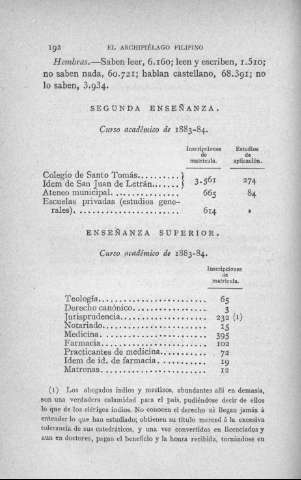 192 EL ARCHIPIÉLAGO FILIPINO
Hembras.—Saben leer, 6.160; leen y escriben, 1.510;
no saben nada, 60.721; hablan castellano, 68.391; no
lo saben, 3.934.
SEGUNDA ENSEÑANZA.
Curso académico de 1883-84.
Inscripciones de matrícula. Estudios de aplicación.
Colegio de Santo Tomás.......... }
Idem de San Juan de Letrán....... } 3.561 274
Ateneo municipal................ 665 84
Escuelas privadas (estudios gene-
rales)....................... 614 »
ENSEÑANZA SUPERIOR.
Curso académico de 1883-84.
Inscripciones de matrícula.
Teología........................ 65
Derecho canónico................ 3
Jurisprudencia.................. 232 (1)
Notariado....................... 15
Medicina........................ 395
Farmacia........................ 102
Practicantes de medicina........ 72
Idem de id. de farmacia......... 19
Matronas........................ 12
(1) Los abogados indios y mestizos, abundantes allí en demasía,
son una verdadera calamidad para el país, pudiéndose decir de ellos
lo que de los clérigos indios. No conocen el derecho ni llegan jamás á
entender lo que han estudiado; obtienen su título merced á la excesiva
tolerancia de sus catedráticos, y una vez convertidos en licenciados y
aun en doctores, pagan el beneficio y la honra recibida, tornándose en